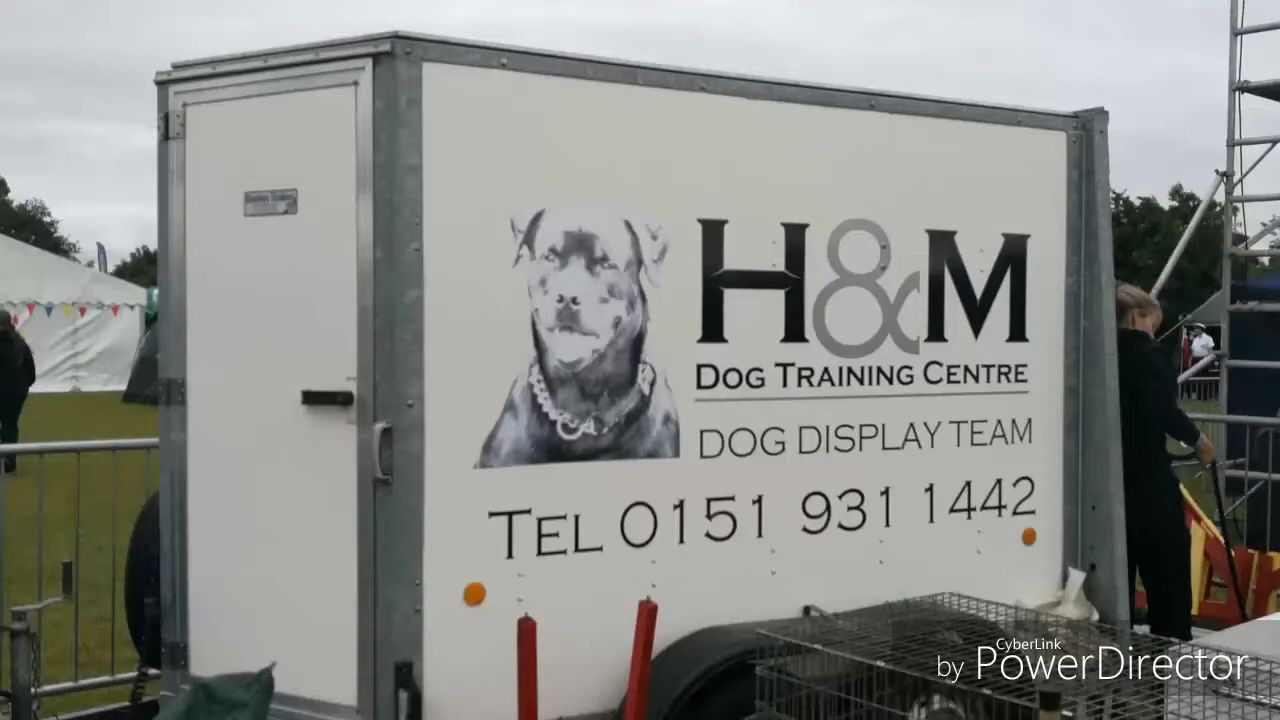 H&M
DOG TRAINING CENTRE
DOG DISPLAY TEAM
TEL 0151 931 1442
CyberLink
by PowerDirector